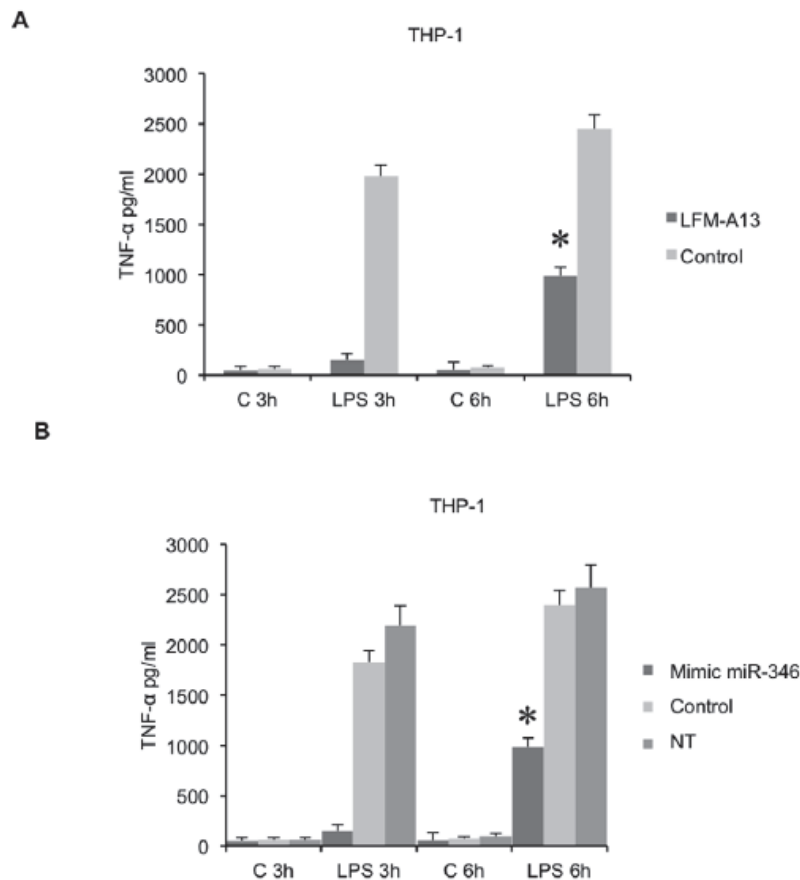 A
THP-1
TNF-α pg/ml
3000
2500
2000
1500
1000
500
0
*
C 3h
LPS 3h
C 6h
LPS 6h
LFM-A13
Control
B
THP-1
TNF-α pg/ml
3000
2500
2000
1500
1000
500
0
*
C 3h
LPS 3h
C 6h
LPS 6h
Mimic miR-346
Control
NT